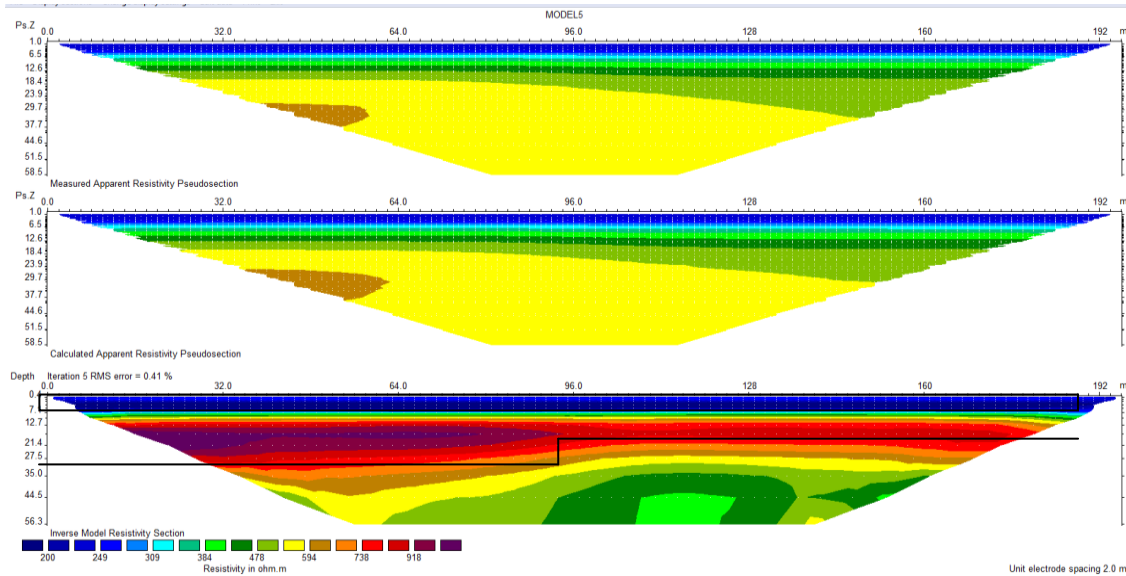 MODEL5
Ps.Z 0.0 32.0 64.0 96.0 128 160 192 m
1.0
6.5
12.6
18.4
23.9
29.7
37.7
44.6
51.5
58.5
Measured Apparent Resistivity Pseudosection
Ps.Z 0.0 32.0 64.0 96.0 128 160 192 m
1.0
6.5
12.6
18.4
23.9
29.7
37.7
44.6
51.5
58.5
Calculated Apparent Resistivity Pseudosection
Depth Iteration 5 RMS error = 0.41 %
0.0 32.0 64.0 96.0 128 160 192 m
7.
12.7
21.4
27.5
35.0
44.5
56.3
Inverse Model Resistivity Section
200 249 309 384 478 594 738 918
Resistivity in ohm.m
Unit electrode spacing 2.0 m